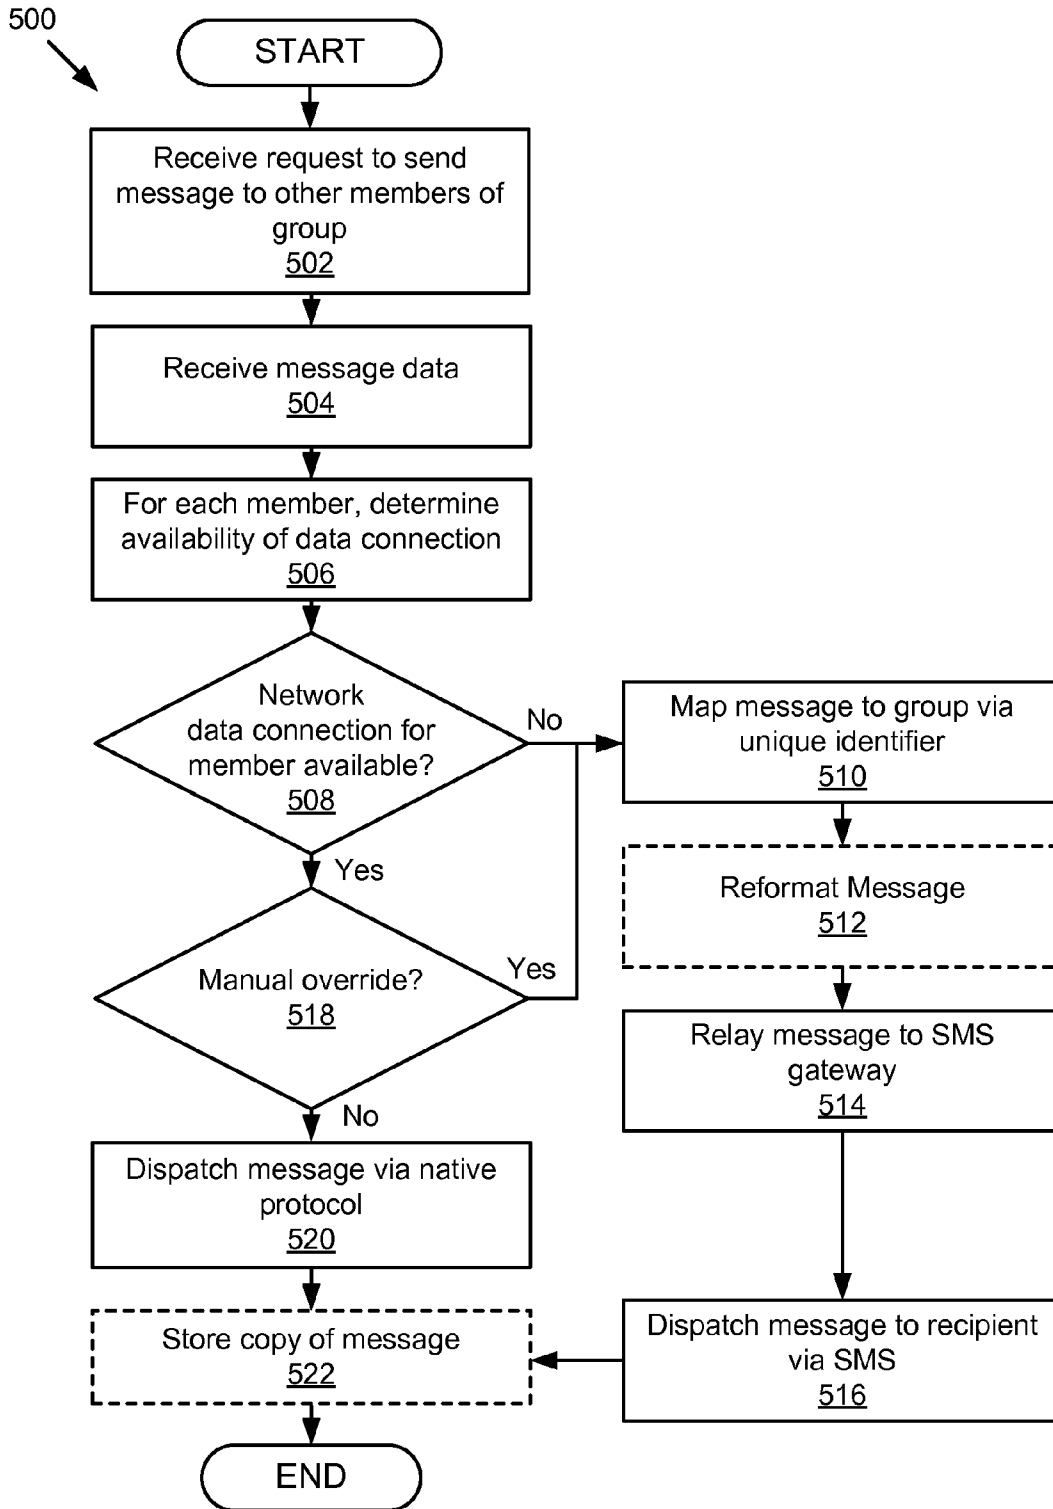 500
START
Receive request to send
message to other members of
group
502
Receive message data
504
For each member, determine
availability of data connection
506
Network
data connection for
member available?
508
No
Yes
Map message to group via
unique identifier
510
Reformat Message
512
Manual override?
518
Yes
No
Relay message to SMS
gateway
514
Dispatch message via native
protocol
520
Dispatch message to recipient
via SMS
516
Store copy of message
522
END